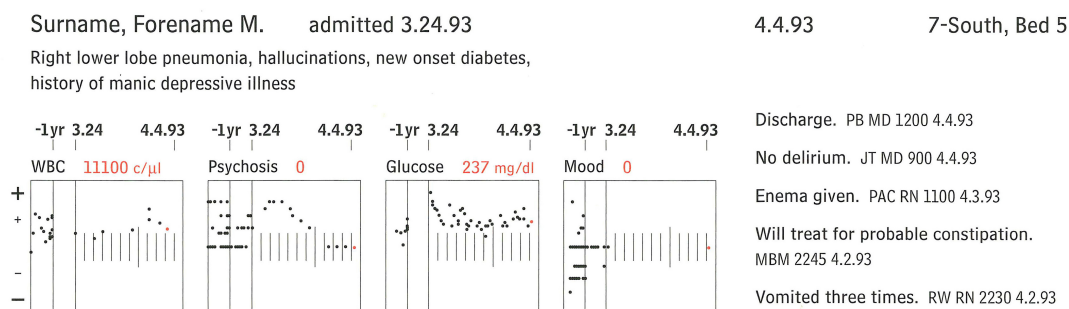 Surname, Forename M. admitted 3.24.93 4.4.93 7-South, Bed 5
Right lower lobe pneumonia, hallucinations, new onset diabetes,
history of manic depressive illness
-1yr 3.24 4.4.93 -1yr 3.24 4.4.93 -1yr 3.24 4.4.93 -1yr 3.24 4.4.93
WBC 11100 c/µl Psychosis 0 Glucose 237 mg/dl Mood 0
+
+
−
−
Discharge. PB MD 1200 4.4.93
No delirium. JT MD 900 4.4.93
Enema given. PAC RN 1100 4.3.93
Will treat for probable constipation.
MBM 2245 4.2.93
Vomited three times. RW RN 2230 4.2.93